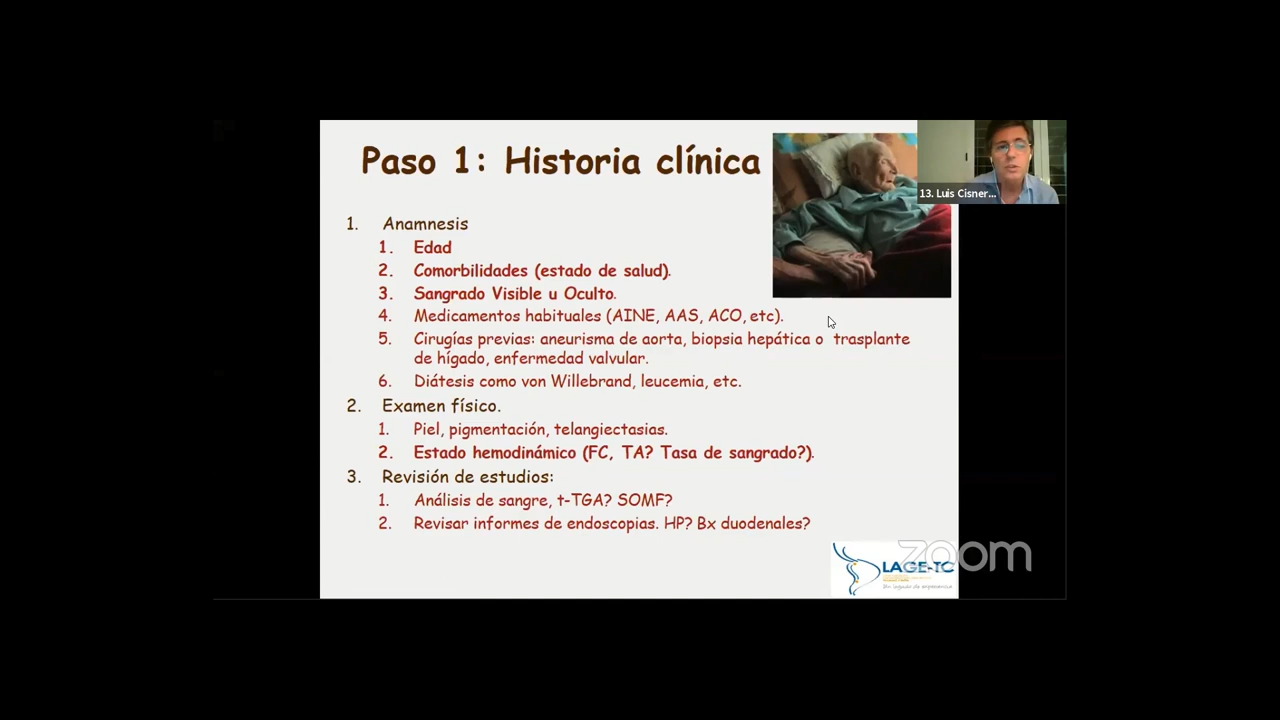 Paso 1: Historia clínica
13. Luis Cisner...
1. Anamnesis
1. Edad
2. Comorbilidades (estado de salud).
3. Sangrado Visible u Oculto.
4. Medicamentos habituales (AINE, AAS, ACO, etc).
5. Cirugías previas: aneurisma de aorta, biopsia hepática o trasplante
de hígado, enfermedad valvular.
6. Diátesis como von Willebrand, leucemia, etc.
2. Examen físico.
1. Piel, pigmentación, telangiectasias.
2. Estado hemodinámico (FC, TA? Tasa de sangrado?).
3. Revisión de estudios:
1. Análisis de sangre, t-TGA? SOMF?
2. Revisar informes de endoscopias. HP? Bx duodenales?
zoom
LAGE-TC